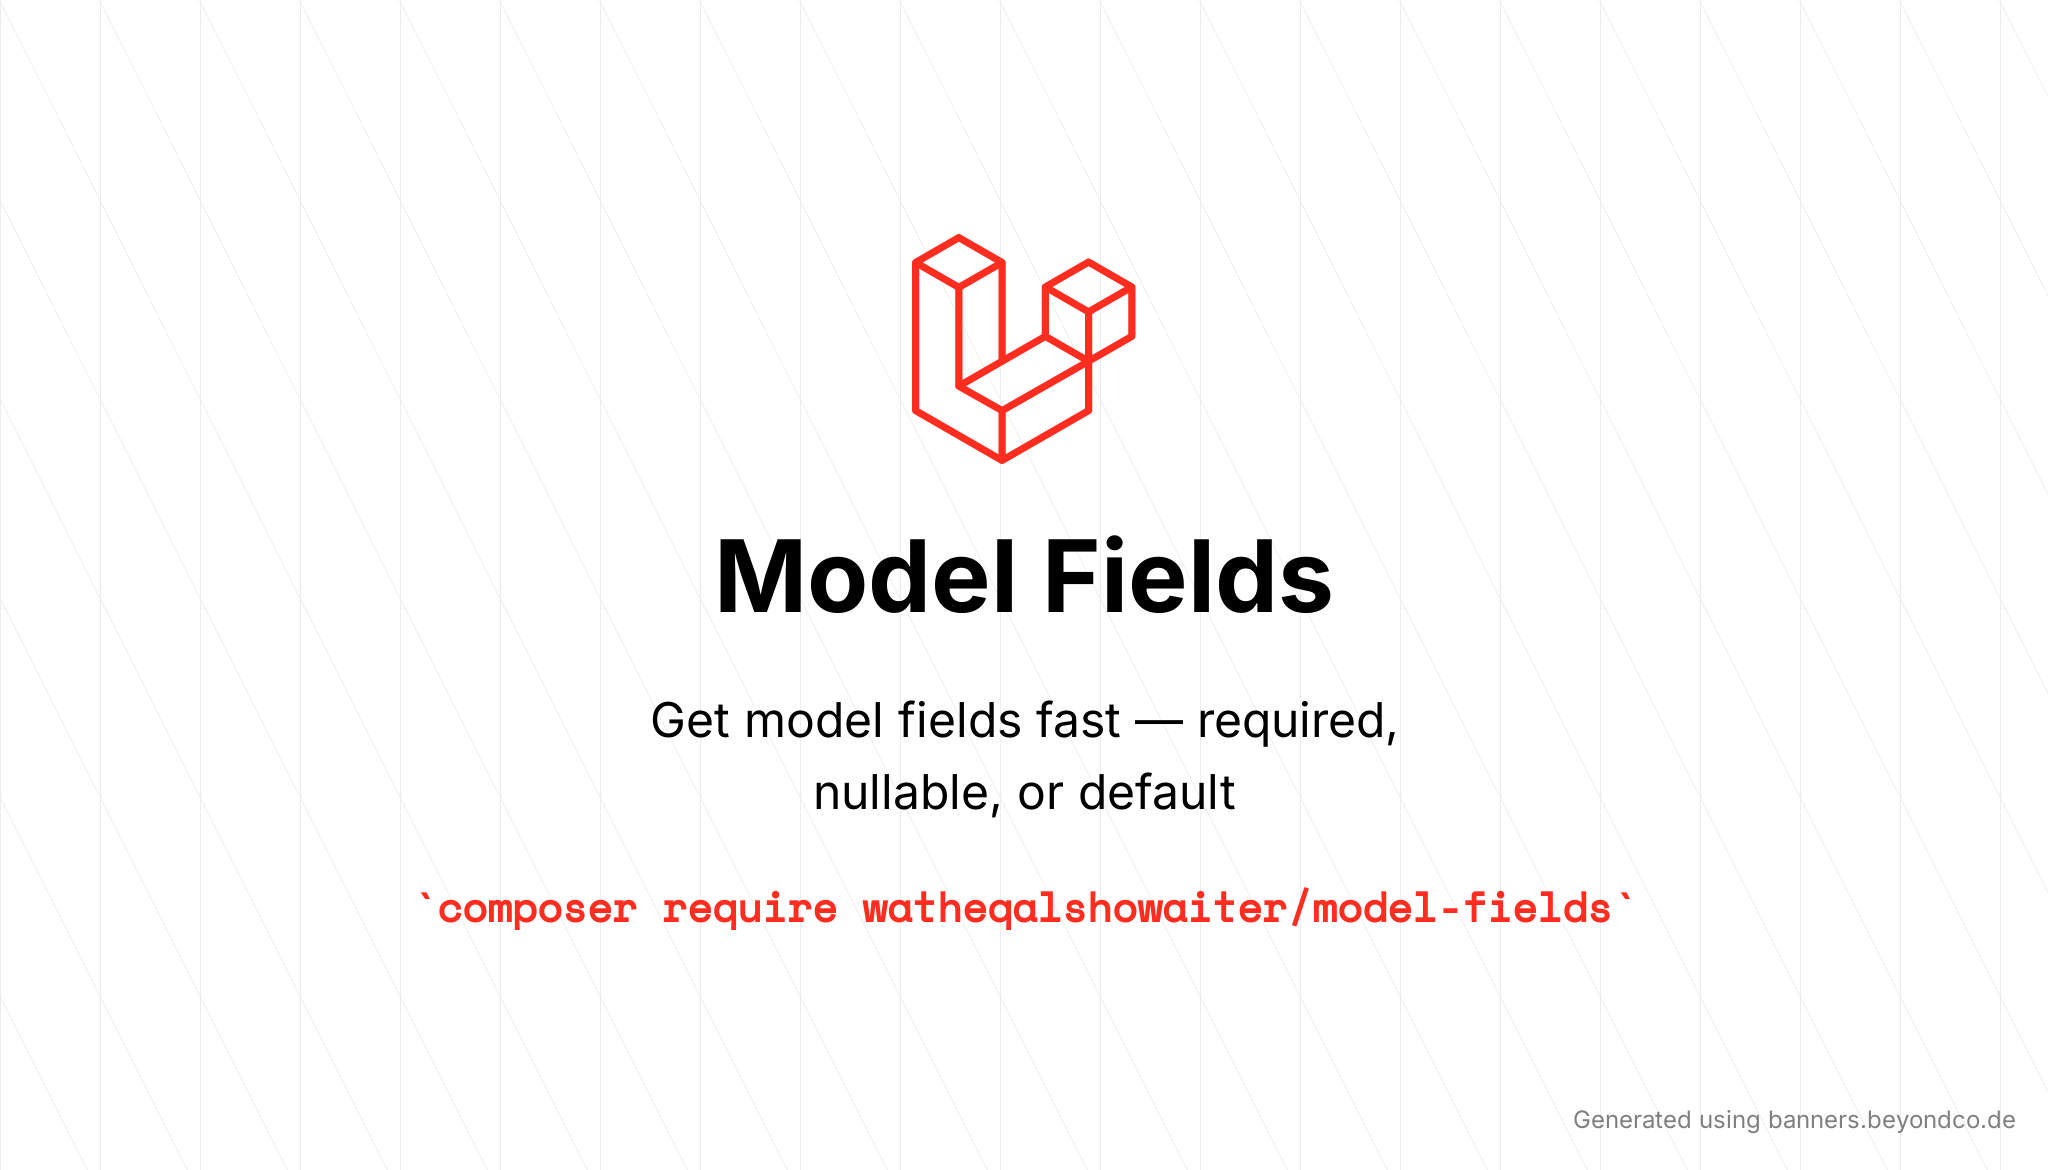 Model Fields
Get model fields fast — required,
nullable, or default
`composer require watheqalshowaiter/model-fields`
Generated using banners.beyondco.de